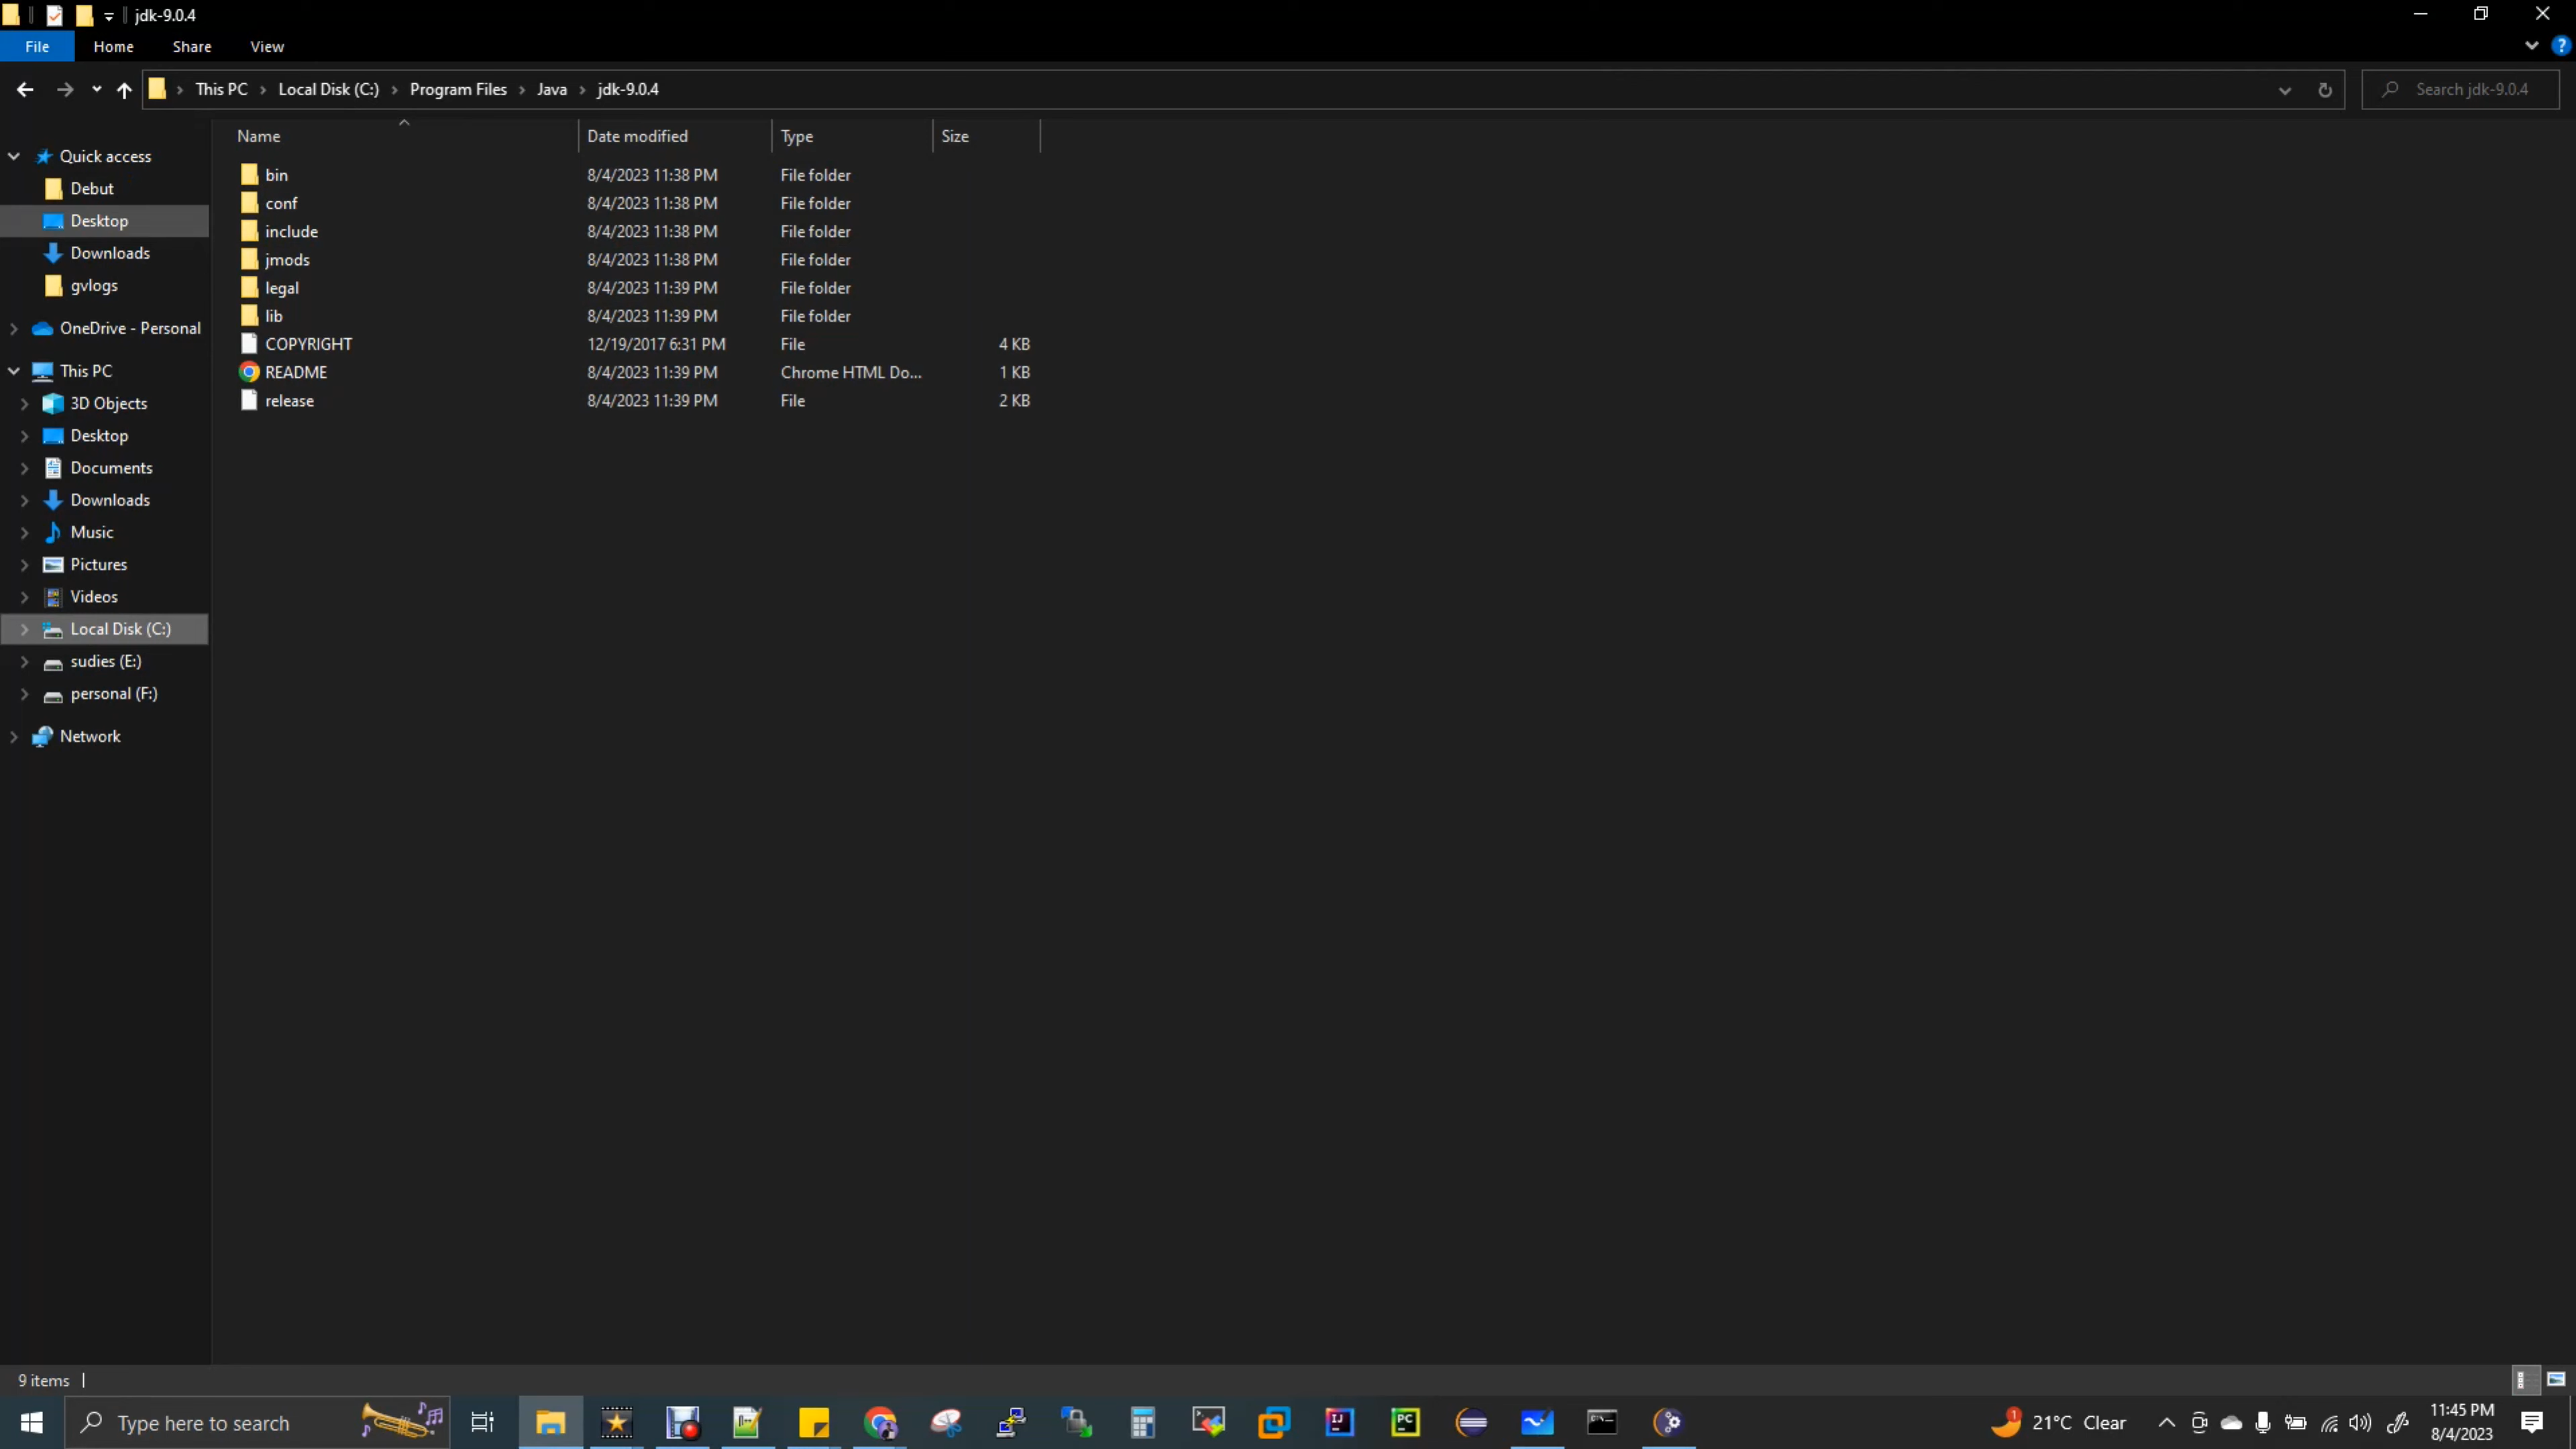 jdk-9.0.4
File Home Share View
This PC Local Disk (C:) Program Files Java jdk-9.0.4
Search jdk-9.0.4
Name Date modified Type Size
Quick access
Debut
Desktop
Downloads
gvlogs
OneDrive - Personal
This PC
3D Objects
Desktop
Documents
Downloads
Music
Pictures
Videos
Local Disk (C:)
sudies (E:)
personal (F:)
Network
bin 8/4/2023 11:38 PM File folder
conf 8/4/2023 11:38 PM File folder
include 8/4/2023 11:38 PM File folder
jmods 8/4/2023 11:38 PM File folder
legal 8/4/2023 11:39 PM File folder
lib 8/4/2023 11:39 PM File folder
COPYRIGHT 12/19/2017 6:31 PM File 4 KB
README 8/4/2023 11:39 PM Chrome HTML Do... 1 KB
release 8/4/2023 11:39 PM File 2 KB
9 items
Type here to search
IJ
PC
1
21°C Clear
11:45 PM
8/4/2023